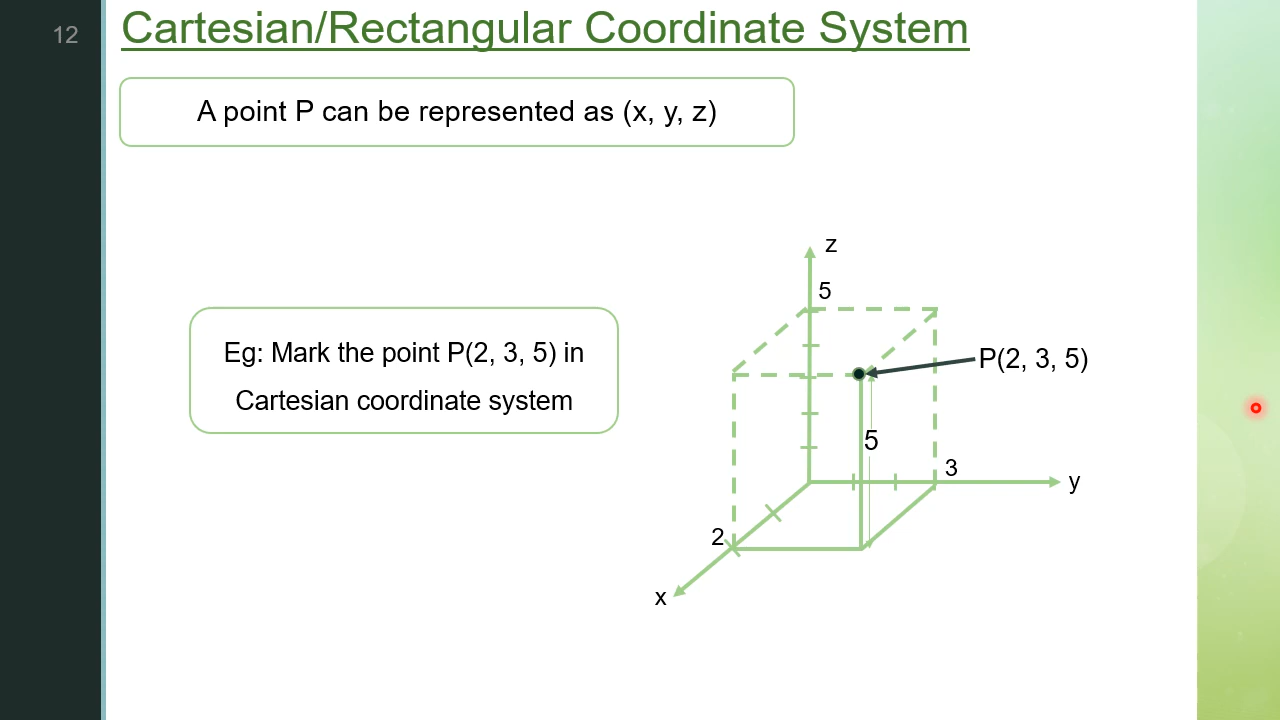 12
Cartesian/Rectangular Coordinate System
A point P can be represented as (x, y, z)
Eg: Mark the point P(2, 3, 5) in
Cartesian coordinate system
z
5
P(2, 3, 5)
5
3
y
2
x